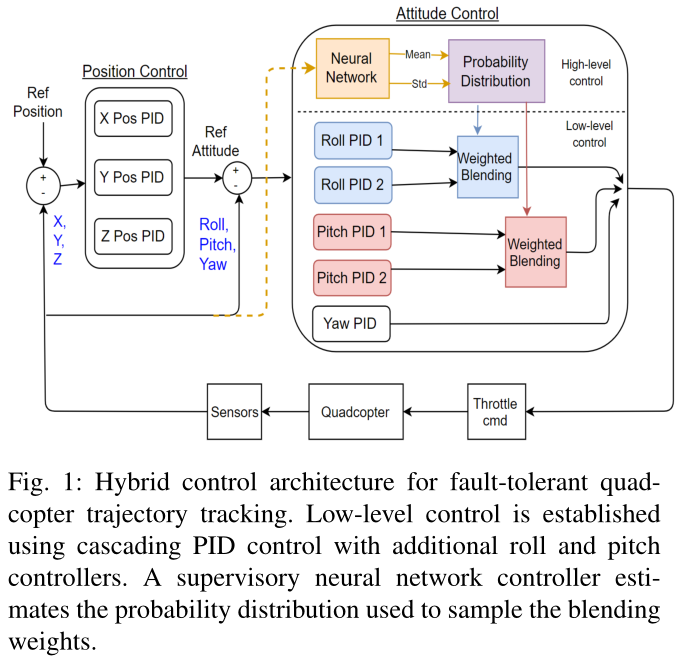 Attitude Control
Position Control
Ref
Position
+
-
X,
Y,
Z
X Pos PID
Y Pos PID
Z Pos PID
Ref
Attitude
+
-
Roll,
Pitch,
Yaw
Neural
Network
Mean
Std
Probability
Distribution
High-level
control
Low-level
control
Roll PID 1
Roll PID 2
Weighted
Blending
Pitch PID 1
Pitch PID 2
Weighted
Blending
Yaw PID
Sensors
Quadcopter
Throttle
cmd
Fig. 1: Hybrid control architecture for fault-tolerant quad-
copter trajectory tracking. Low-level control is established
using cascading PID control with additional roll and pitch
controllers. A supervisory neural network controller esti-
mates the probability distribution used to sample the blending
weights.